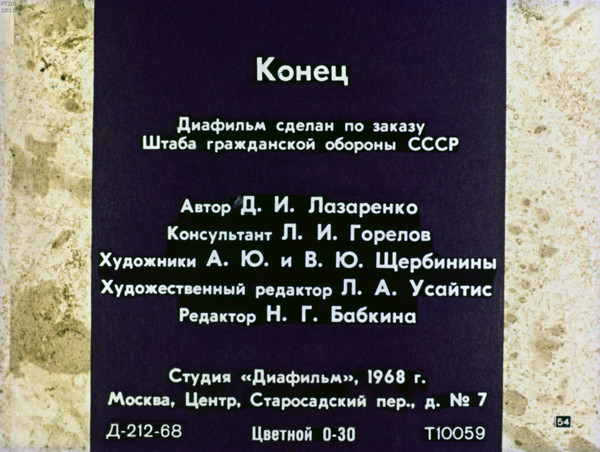 Конец
Диафильм сделан по заказу
Штаба гражданской обороны СССР
Автор Д. И. Лазаренко
Консультант Л. И. Горелов
Художники А. Ю. и В. Ю. Щербинины
Художественный редактор Л. А. Усайтис
Редактор Н. Г. Бабкина
Студия «Диафильм», 1968 г.
Москва, Центр, Старосадский пер., д. № 7
Д-212-68 Цветной 0-30 Т10059
54